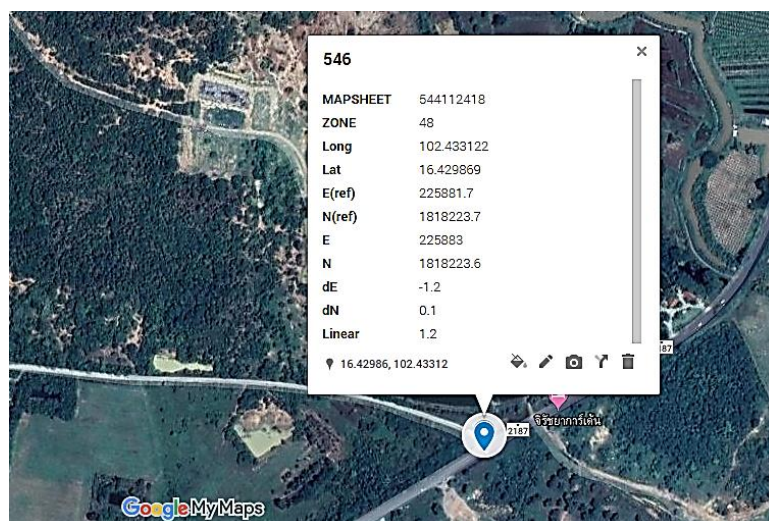 546
×
MAPSHEET 544112418
ZONE 48
Long 102.433122
Lat 16.429869
E(ref) 225881.7
N(ref) 1818223.7
E 225883
N 1818223.6
dE -1.2
dN 0.1
Linear 1.2
16.42986, 102.43312
187
2187
จิรัชยาการ์เด้น
Google My Maps